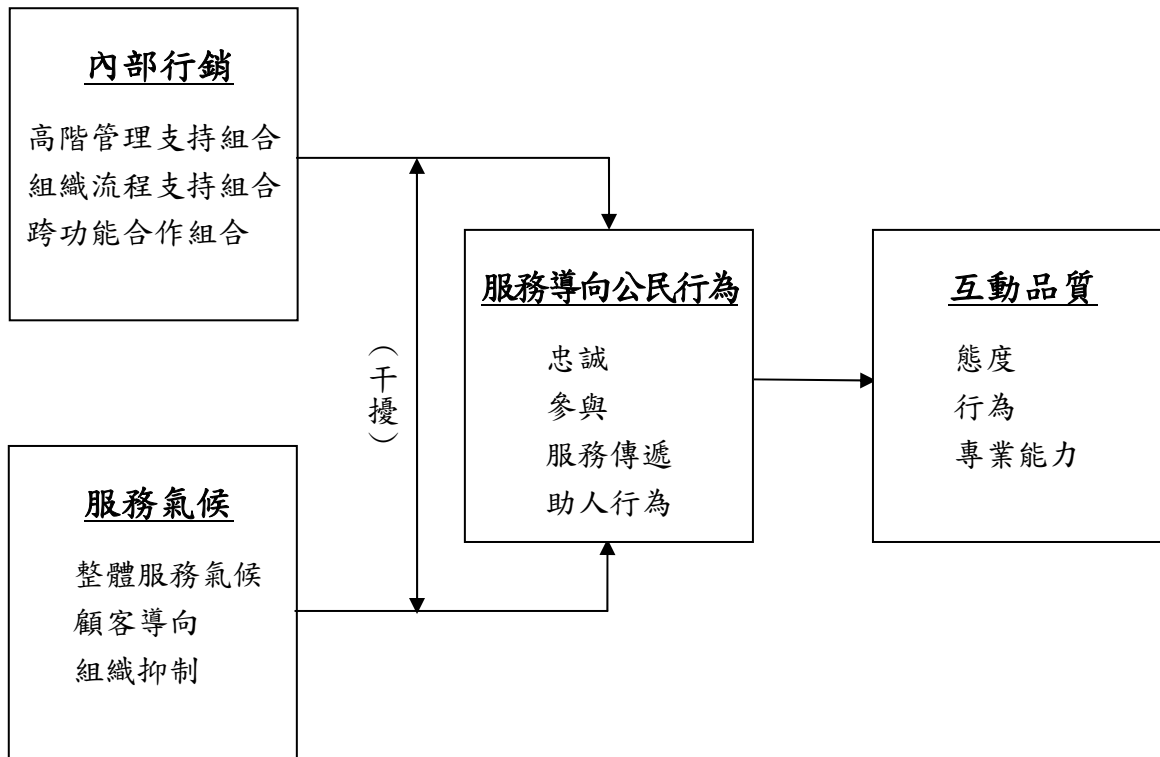 內部行銷
高階管理支持組合
組織流程支持組合
跨功能合作組合
服務氣候
整體服務氣候
顧客導向
組織抑制
（干擾）
服務導向公民行為
忠誠
參與
服務傳遞
助人行為
互動品質
態度
行為
專業能力